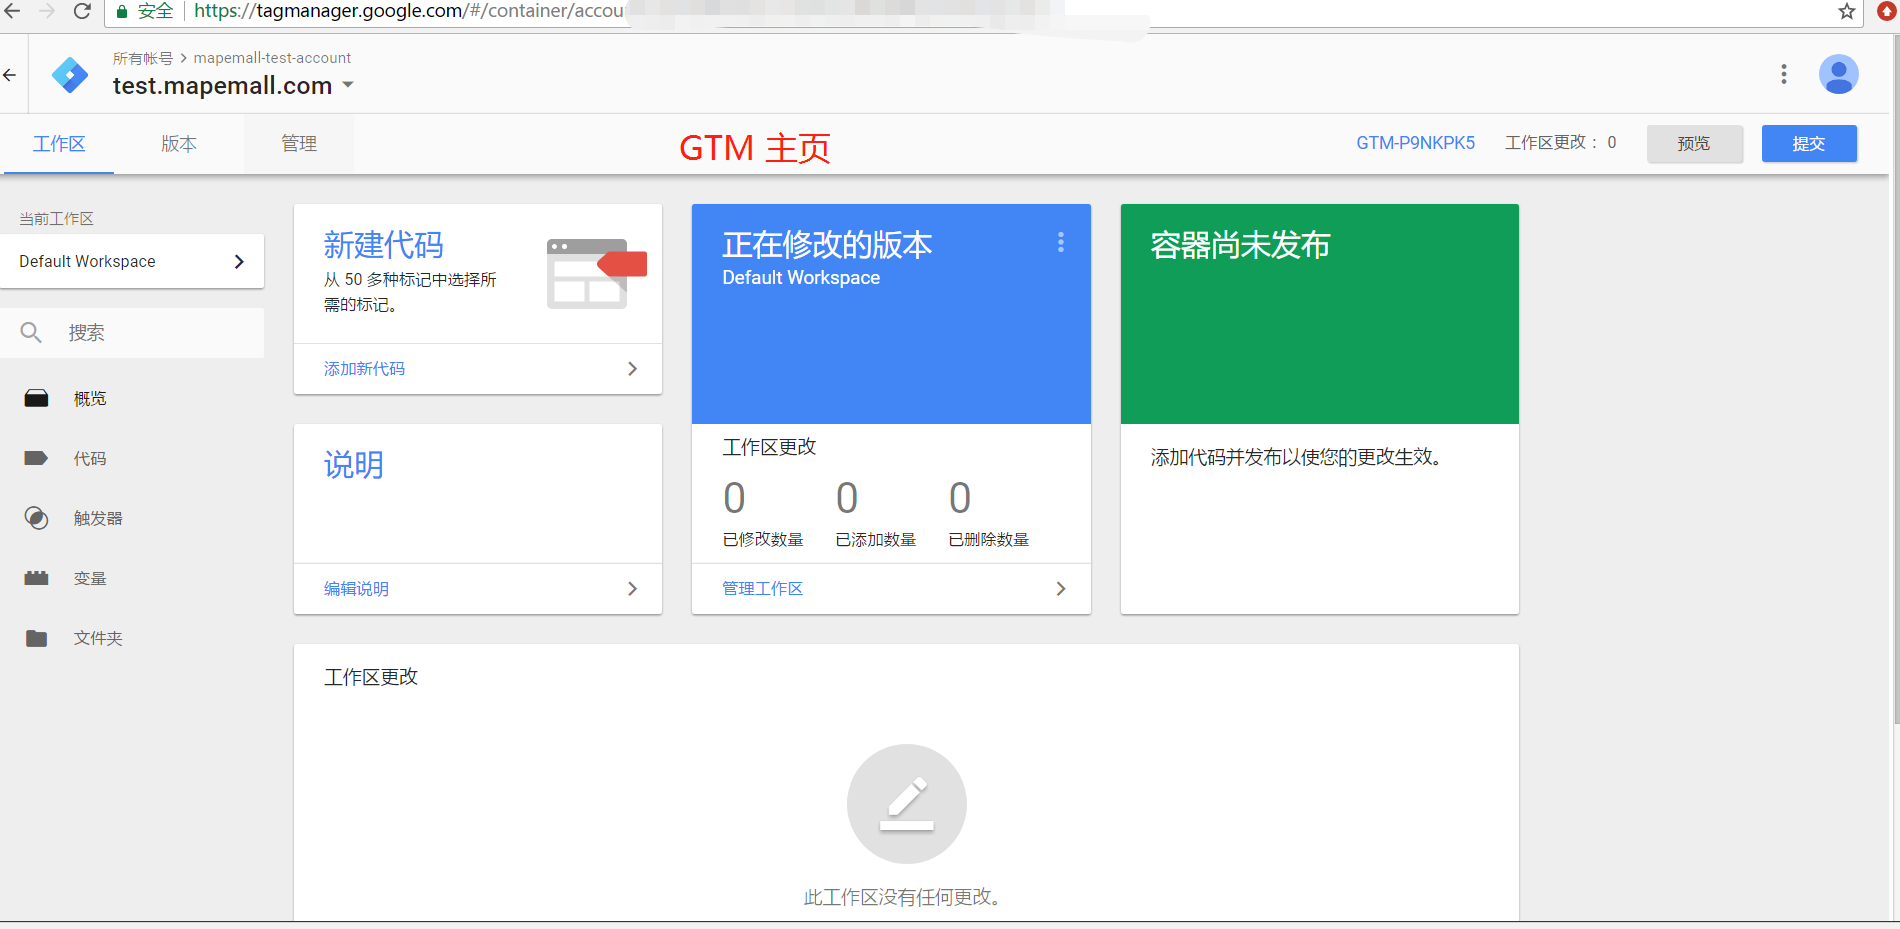 安全
https://tagmanager.google.com/#/container/accou
所有帐号 > mapemall-test-account
test.mapemall.com
工作区
版本
管理
GTM 主页
GTM-P9NKPK5
工作区更改： 0
预览
提交
当前工作区
Default Workspace
搜索
概览
代码
触发器
变量
文件夹
新建代码
从 50 多种标记中选择所
需的标记。
添加新代码
说明
编辑说明
正在修改的版本
Default Workspace
工作区更改
0 0 0
已修改数量 已添加数量 已删除数量
管理工作区
容器尚未发布
添加代码并发布以使您的更改生效。
工作区更改
此工作区没有任何更改。